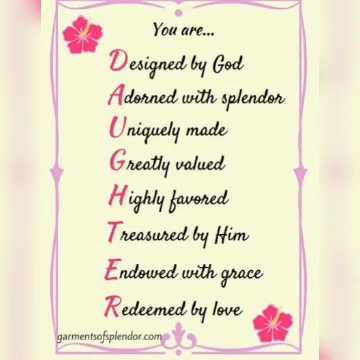 You are...
Designed by God
Adorned with splendor
Uniquely made
Greatly valued
Highly favored
Treasured by Him
Endowed with grace
Redeemed by love
garmentsofsplendor.com